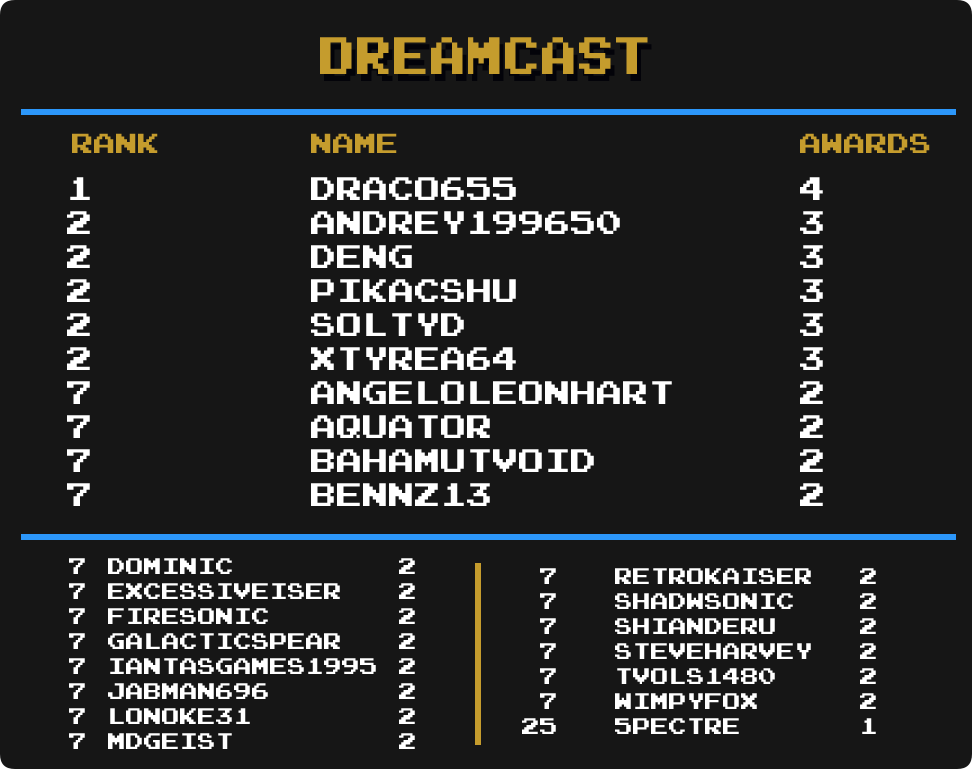 DREAMCAST
RANK NAME AWARDS
1 DRACO655 4
2 ANDREY199650 3
2 DENG 3
2 PIKACSHU 3
2 SOLTYD 3
2 XTYREA64 3
7 ANGELOLEONHART 2
7 AQUATOR 2
7 BAHAMUTVOID 2
7 BENNZ13 2
7 DOMINIC 2
7 EXCESSIVEISER 2
7 FIRESONIC 2
7 GALACTICSPEAR 2
7 IANTASGAMES1995 2
7 JABMAN696 2
7 LONOKE31 2
7 MDGEIST 2
7 RETROKAISER 2
7 SHADWSONIC 2
7 SHIANDERU 2
7 STEVEHARVEY 2
7 TVOLS1480 2
7 WIMPYFOX 2
25 5PECTRE 1